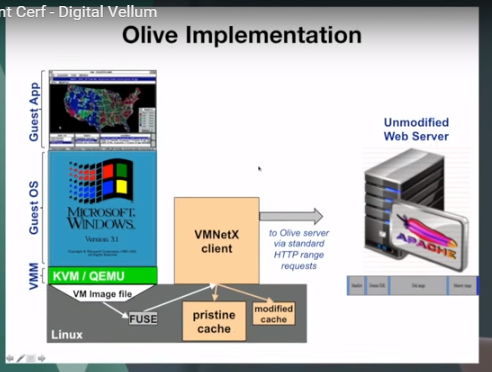 nt Cerf - Digital Vellum
Olive Implementation
Guest App
Guest OS
MICROSOFT
WINDOWS
Version 3.1
VMM
KVM / QEMU
VM Image file
FUSE
Linux
VMNetX
client
pristine
cache
modified
cache
to Olive server
via standard
HTTP range
requests
Unmodified
Web Server
APACHE